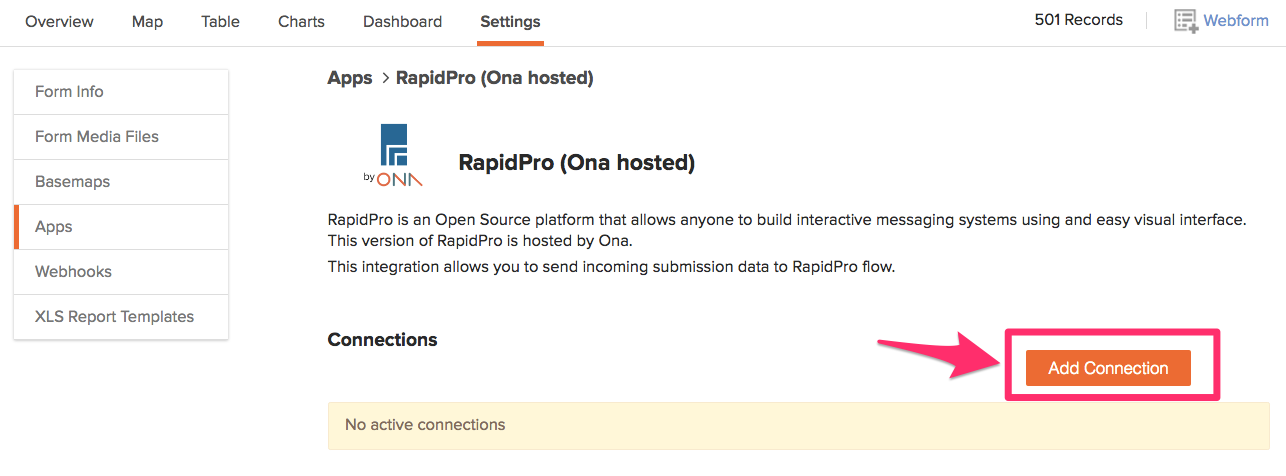 Overview Map Table Charts Dashboard Settings 501 Records Webform
Form Info
Form Media Files
Basemaps
Apps
Webhooks
XLS Report Templates
Apps > RapidPro (Ona hosted)
by ONA
RapidPro (Ona hosted)
RapidPro is an Open Source platform that allows anyone to build interactive messaging systems using and easy visual interface.
This version of RapidPro is hosted by Ona.
This integration allows you to send incoming submission data to RapidPro flow.
Connections
Add Connection
No active connections